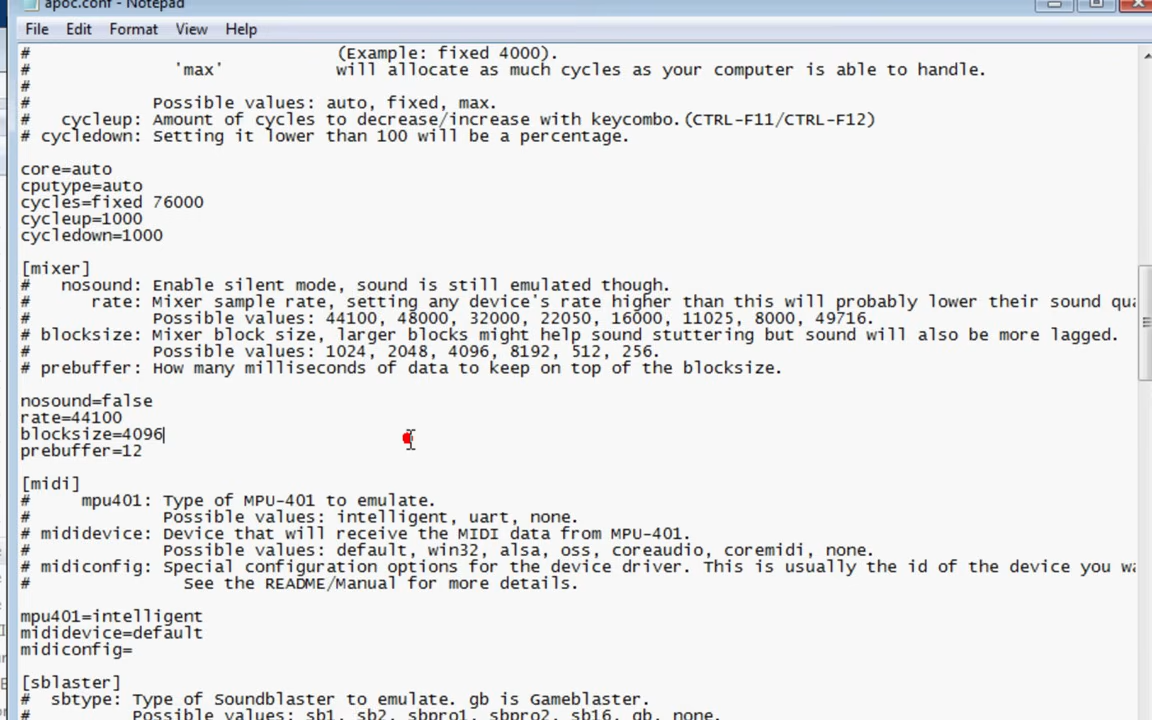 apoc.conf - Notepad
File Edit Format View Help
# (Example: fixed 4000).
# 'max' will allocate as much cycles as your computer is able to handle.
#
# Possible values: auto, fixed, max.
# cycleup: Amount of cycles to decrease/increase with keycombo.(CTRL-F11/CTRL-F12)
# cycledown: Setting it lower than 100 will be a percentage.
core=auto
cputype=auto
cycles=fixed 76000
cycleup=1000
cycledown=1000
[mixer]
# nosound: Enable silent mode, sound is still emulated though.
# rate: Mixer sample rate, setting any device's rate higher than this will probably lower their sound
# Possible values: 44100, 48000, 32000, 22050, 16000, 11025, 8000, 49716.
# blocksize: Mixer block size, larger blocks might help sound stuttering but sound will also be more lagged.
# Possible values: 1024, 2048, 4096, 8192, 512, 256.
# prebuffer: How many milliseconds of data to keep on top of the blocksize.
nosound=false
rate=44100
blocksize=4096
prebuffer=12
[midi]
# mpu401: Type of MPU-401 to emulate.
# Possible values: intelligent, uart, none.
# mididevice: Device that will receive the MIDI data from MPU-401.
# Possible values: default, win32, alsa, oss, coreaudio, coremidi, none.
# midiconfig: Special configuration options for the device driver. This is usually the id of the device you
# See the README/Manual for more details.
mpu401=intelligent
mididevice=default
midiconfig=
[sblaster]
# sbtype: Type of Soundblaster to emulate. gb is Gameblaster.
# Possible values: sb1, sb2, sbpro1, sbpro2, sb16, gb, none.